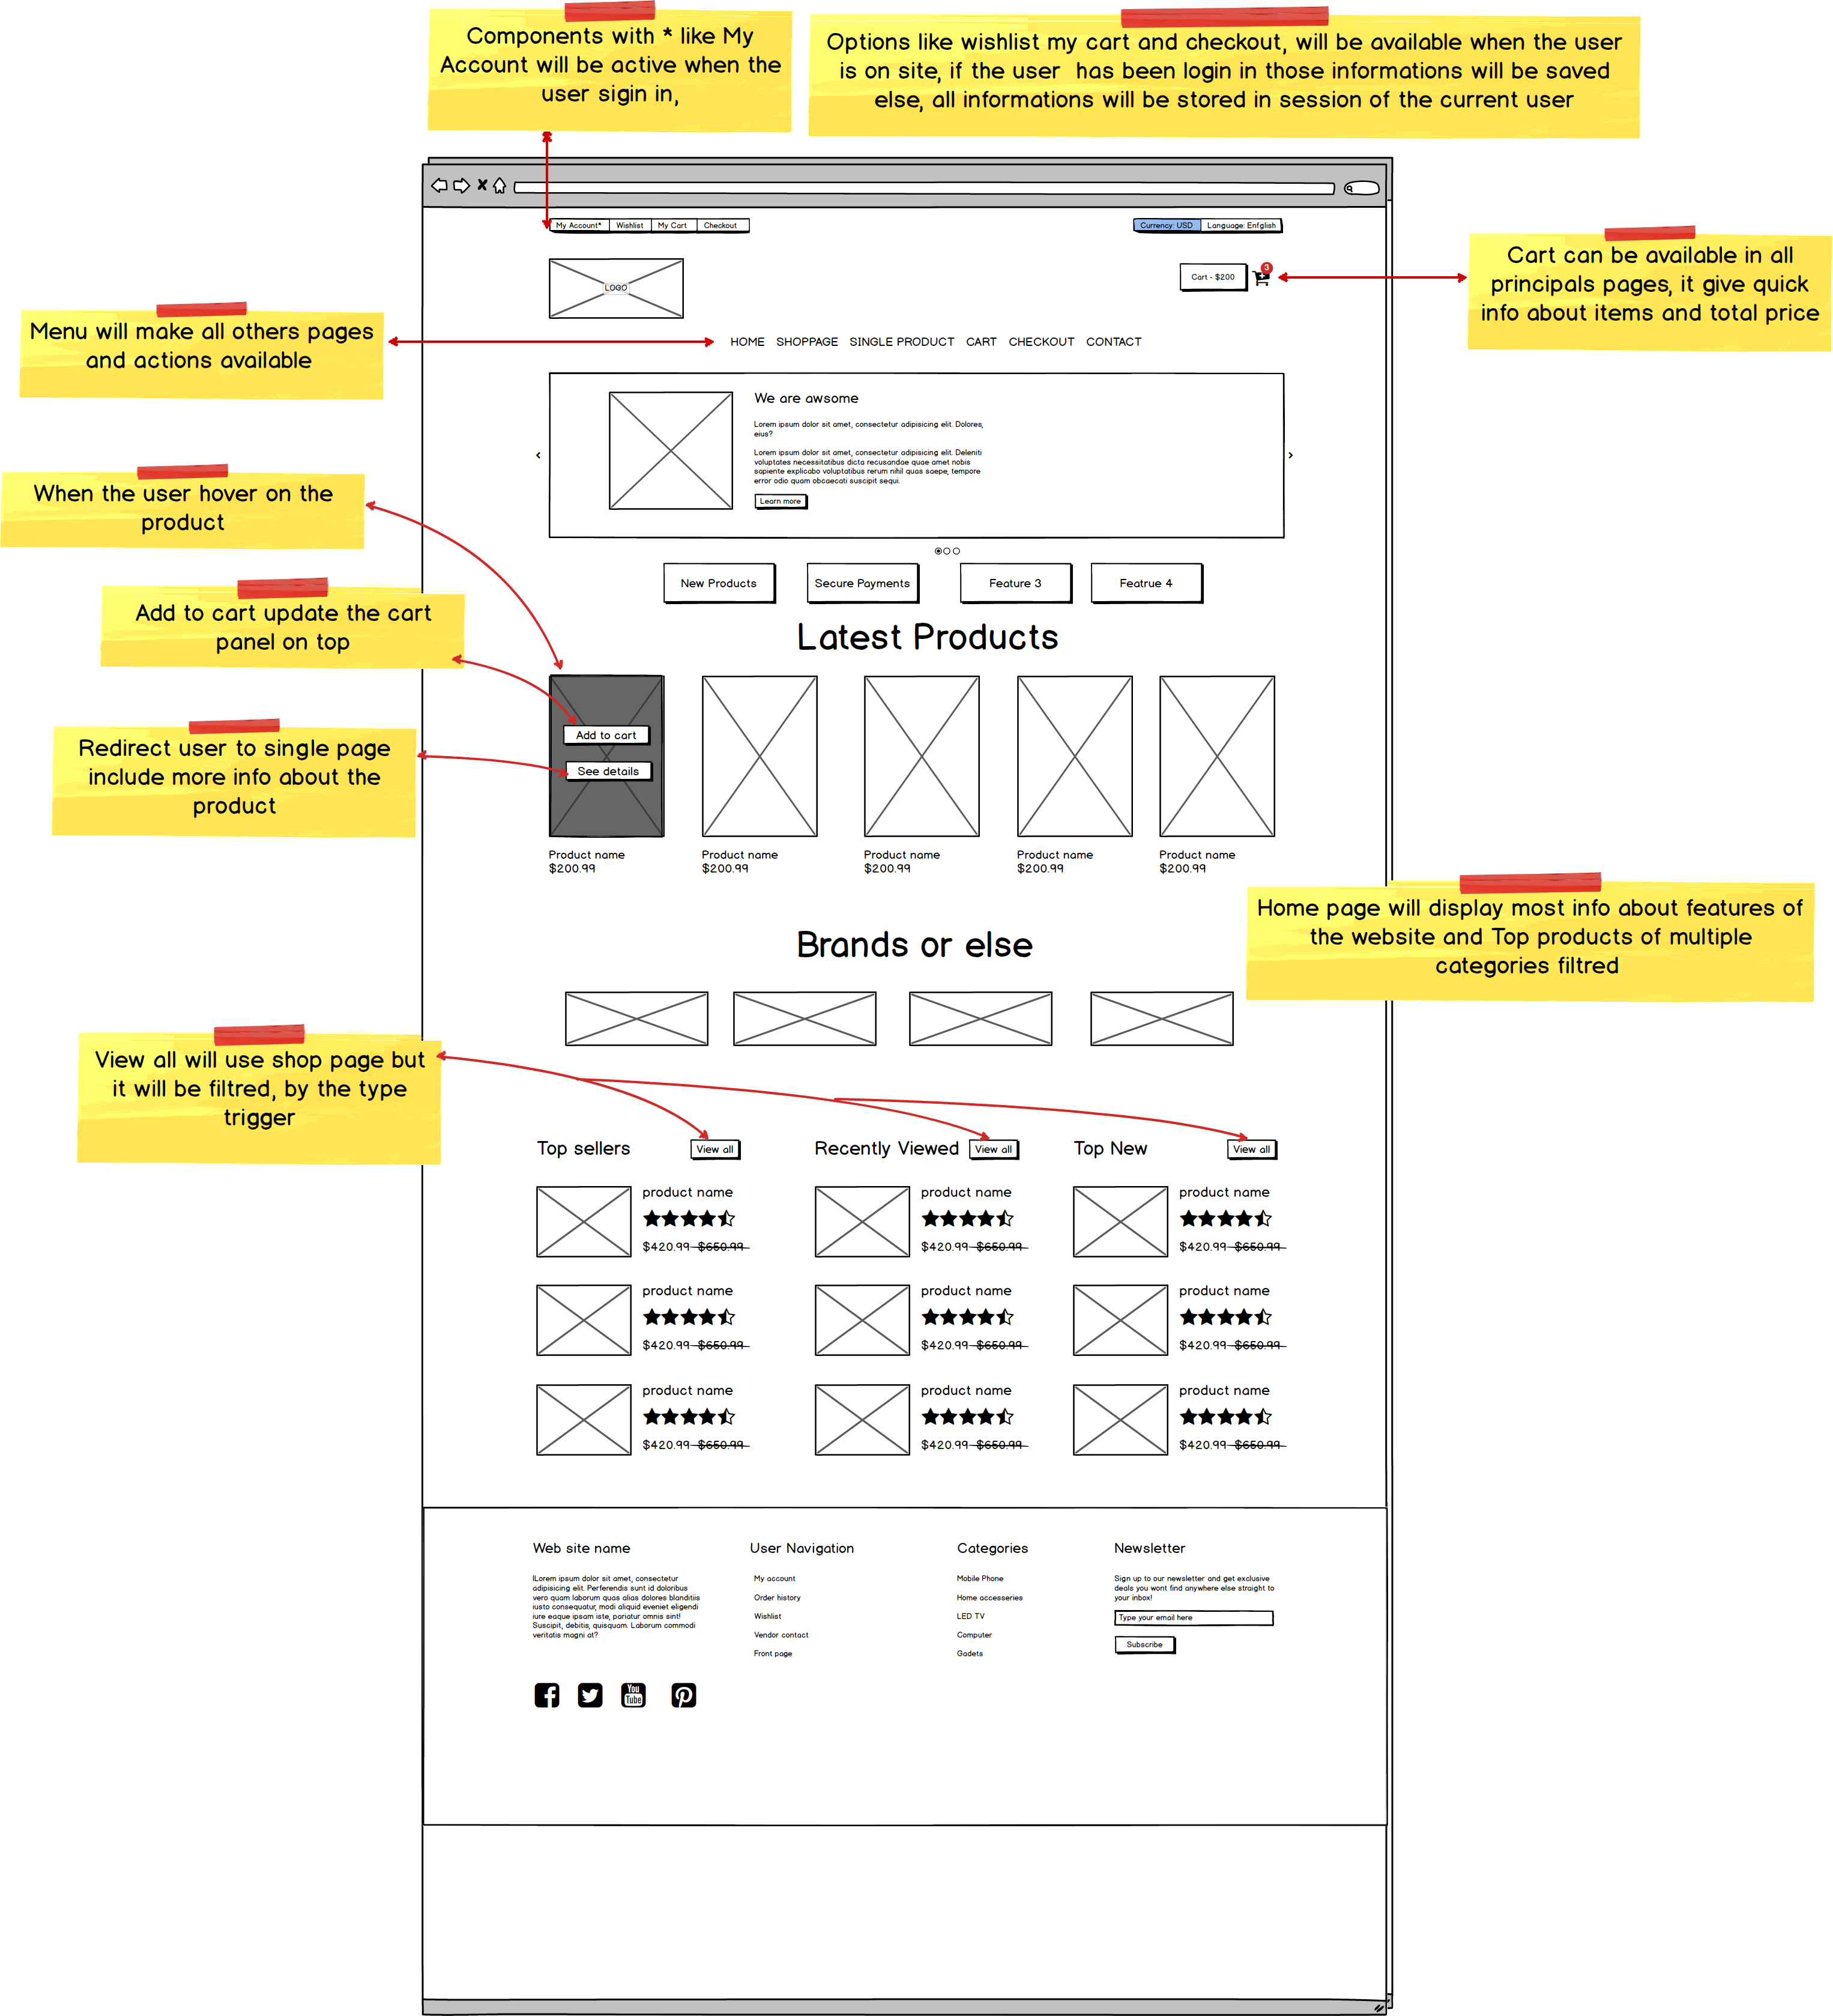 Components with * like My
Account will be active when the
user sigin in,
Options like wishlist my cart and checkout, will be available when the user
is on site, if the user has been login in those informations will be saved
else, all informations will be stored in session of the current user
My Account*
Wishlist
My Cart
Checkout
Currency: USD
Language: Enfglish
Cart can be available in all
principals pages, it give quick
info about items and total price
LOGO
Cart - $200
3
Menu will make all others pages
and actions available
HOME SHOPPAGE SINGLE PRODUCT CART CHECKOUT CONTACT
We are awsome
Lorem ipsum dolor sit amet, consectetur adipisicing elit. Dolores,
eius?
Lorem ipsum dolor sit amet, consectetur adipisicing elit. Deleniti
voluptates necessitatibus dicta recusandae quae amet nobis
sapiente explicabo voluptatibus rerum nihil quas saepe, tempore
error odio quam obcaecati suscipit sequi.
Learn more
When the user hover on the
product
New Products
Secure Payments
Feature 3
Featrue 4
Add to cart update the cart
panel on top
Latest Products
Add to cart
See details
Redirect user to single page
include more info about the
product
Product name
$200.99
Product name
$200.99
Product name
$200.99
Product name
$200.99
Product name
$200.99
Home page will display most info about features of
the website and Top products of multiple
categories filtred
Brands or else
View all will use shop page but
it will be filtred, by the type
trigger
Top sellers
View all
product name
$420.99 $650.99
product name
$420.99 $650.99
product name
$420.99 $650.99
Recently Viewed
View all
product name
$420.99 $650.99
product name
$420.99 $650.99
product name
$420.99 $650.99
Top New
View all
product name
$420.99 $650.99
product name
$420.99 $650.99
product name
$420.99 $650.99
Web site name
lLorem ipsum dolor sit amet, consectetur
adipisicing elit. Perferendis sunt id doloribus
vero quam laborum quas alias dolores blanditiis
iusto consequatur, modi aliquid eveniet eligendi
iure eaque ipsam iste, pariatur omnis sint!
Suscipit, debitis, quisquam. Laborum commodi
veritatis magni at?
User Navigation
My account
Order history
Wishlist
Vendor contact
Front page
Categories
Mobile Phone
Home accesseries
LED TV
Computer
Gadets
Newsletter
Sign up to our newsletter and get exclusive
deals you wont find anywhere else straight to
your inbox!
Type your email here
Subscribe
You
Tube